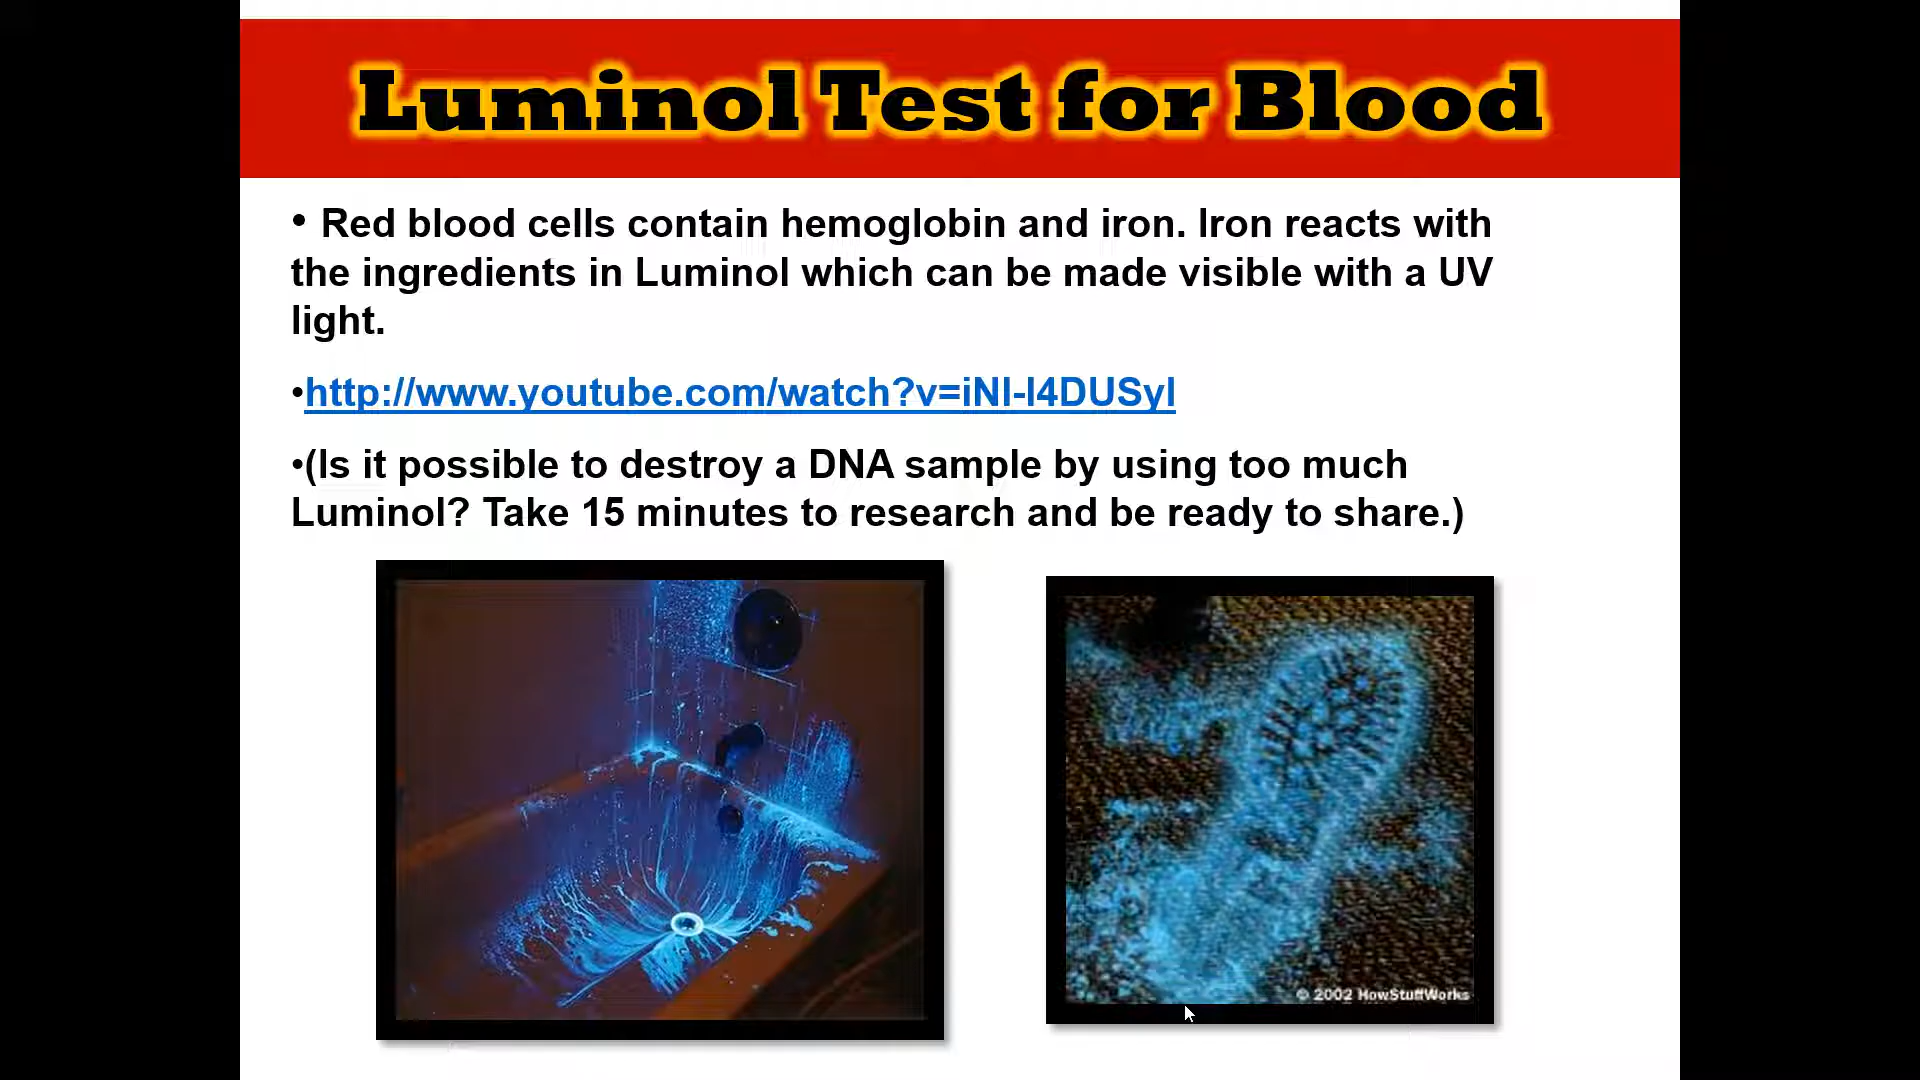 Luminol Test for Blood
• Red blood cells contain hemoglobin and iron. Iron reacts with
the ingredients in Luminol which can be made visible with a UV
light.
•http://www.youtube.com/watch?v=iNI-I4DUSyI
•(Is it possible to destroy a DNA sample by using too much
Luminol? Take 15 minutes to research and be ready to share.)
© 2002 HowStuffWorks